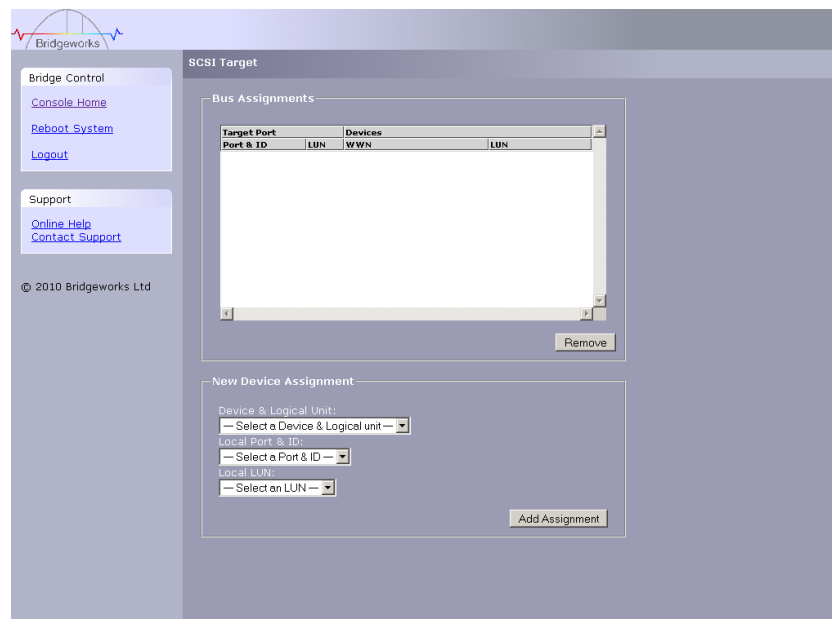 Bridgeworks
SCSI Target
Bridge Control
Console Home
Reboot System
Logout
Support
Online Help
Contact Support
© 2010 Bridgeworks Ltd
Bus Assignments
Target Port Devices
Port & ID LUN WWN LUN
Remove
New Device Assignment
Device & Logical Unit:
— Select a Device & Logical unit —
Local Port & ID:
— Select a Port & ID —
Local LUN:
— Select an LUN —
Add Assignment